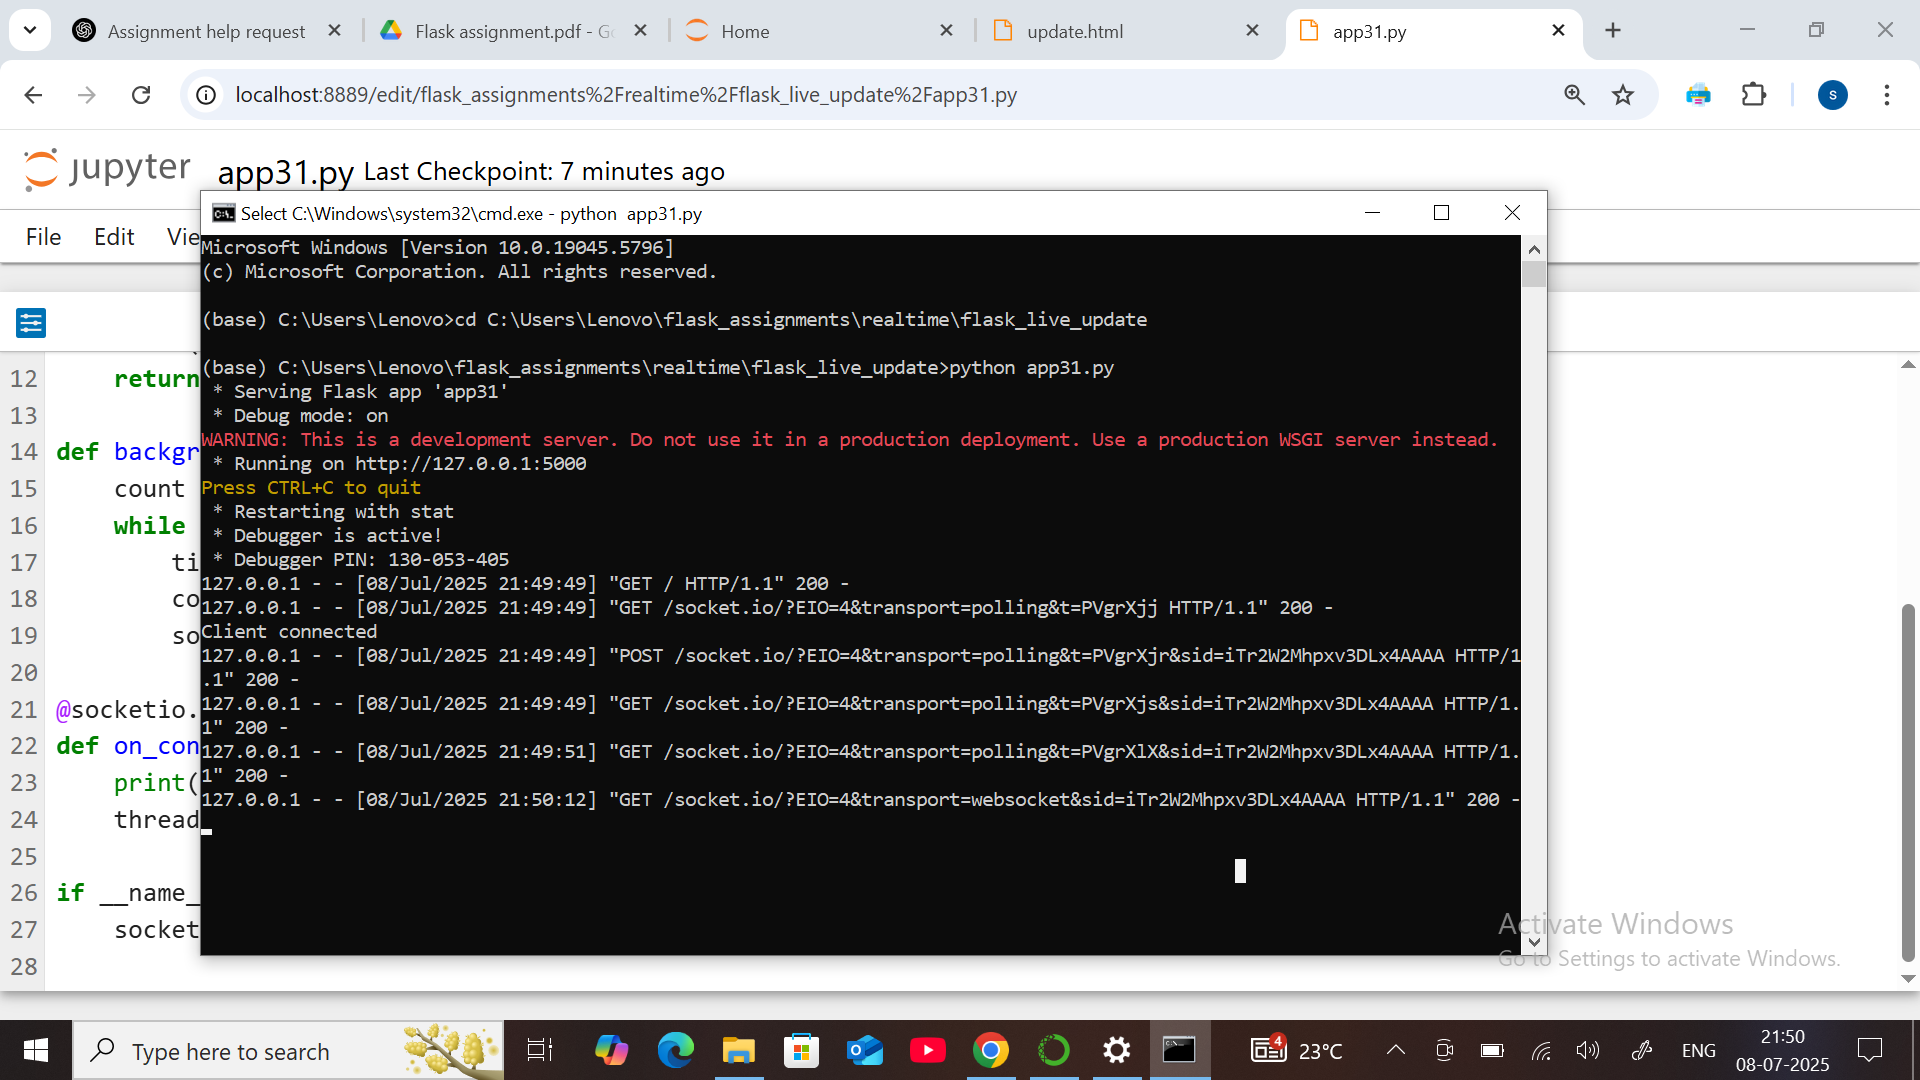 Assignment help request
Flask assignment.pdf - Go
Home
update.html
app31.py
localhost:8889/edit/flask_assignments%2Frealtime%2Fflask_live_update%2Fapp31.py
s
jupyter app31.py Last Checkpoint: 7 minutes ago
File Edit Vie
Select C:\Windows\system32\cmd.exe - python  app31.py
Microsoft Windows [Version 10.0.19045.5796]
(c) Microsoft Corporation. All rights reserved.
(base) C:\Users\Lenovo>cd C:\Users\Lenovo\flask_assignments\realtime\flask_live_update
(base) C:\Users\Lenovo\flask_assignments\realtime\flask_live_update>python app31.py
 * Serving Flask app 'app31'
 * Debug mode: on
WARNING: This is a development server. Do not use it in a production deployment. Use a production WSGI server instead.
 * Running on http://127.0.0.1:5000
Press CTRL+C to quit
 * Restarting with stat
 * Debugger is active!
 * Debugger PIN: 130-053-405
127.0.0.1 - - [08/Jul/2025 21:49:49] "GET / HTTP/1.1" 200 -
127.0.0.1 - - [08/Jul/2025 21:49:49] "GET /socket.io/?EIO=4&transport=polling&t=PVgrXjj HTTP/1.1" 200 -
Client connected
127.0.0.1 - - [08/Jul/2025 21:49:49] "POST /socket.io/?EIO=4&transport=polling&t=PVgrXjr&sid=iTr2W2Mhpxv3DLx4AAAA HTTP/1
.1" 200 -
127.0.0.1 - - [08/Jul/2025 21:49:49] "GET /socket.io/?EIO=4&transport=polling&t=PVgrXjs&sid=iTr2W2Mhpxv3DLx4AAAA HTTP/1.
1" 200 -
127.0.0.1 - - [08/Jul/2025 21:49:51] "GET /socket.io/?EIO=4&transport=polling&t=PVgrXlX&sid=iTr2W2Mhpxv3DLx4AAAA HTTP/1.
1" 200 -
127.0.0.1 - - [08/Jul/2025 21:50:12] "GET /socket.io/?EIO=4&transport=websocket&sid=iTr2W2Mhpxv3DLx4AAAA HTTP/1.1" 200 -
12 return
13
14 def backgr
15 count
16 while
17 ti
18 co
19 so
20
21 @socketio.
22 def on_con
23 print(
24 thread
25
26 if __name_
27 socket
28
Activate Windows
Go to Settings to activate Windows.
Type here to search
4
23°C
ENG
21:50
08-07-2025